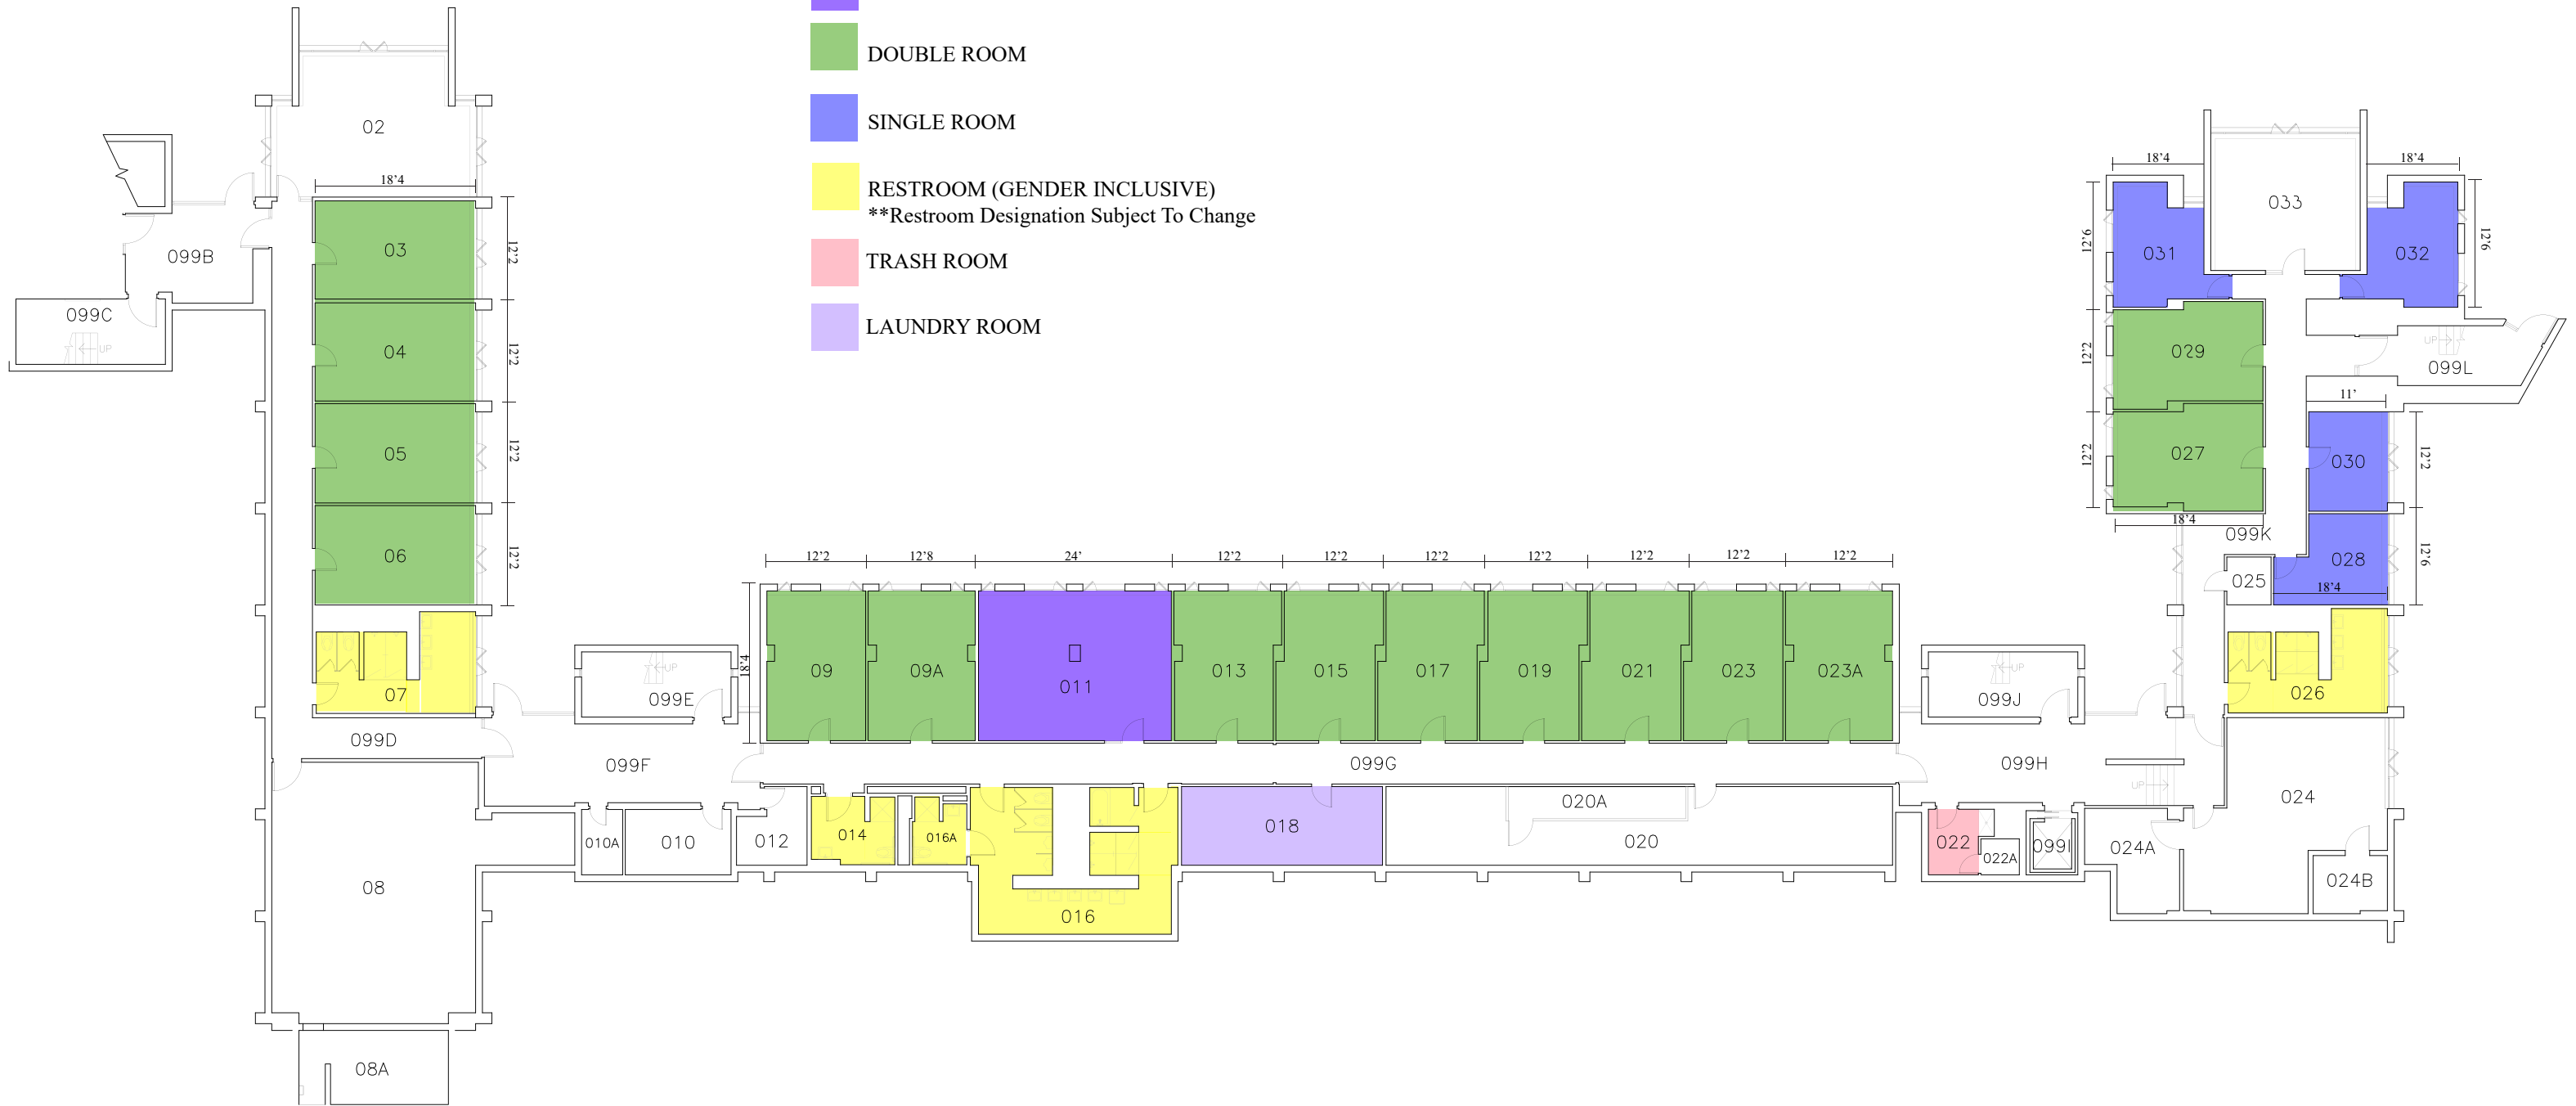 DOUBLE ROOM
SINGLE ROOM
RESTROOM (GENDER INCLUSIVE)
**Restroom Designation Subject To Change
TRASH ROOM
LAUNDRY ROOM
02
18'4
03
12'2
099B
099C
UP
04
12'2
05
12'2
06
12'2
07
099D
08
08A
099E
UP
099F
010A
010
012
014
016A
016
18'4
12'2
12'8
24'
12'2
12'2
12'2
12'2
12'2
12'2
12'2
09
09A
011
013
015
017
019
021
023
023A
099G
018
020A
020
099J
UP
099H
UP
022
022A
099I
024A
024
024B
18'4
18'4
033
031
032
12'6
12'6
029
12'2
UP
099L
11'
027
12'2
030
12'2
18'4
099K
025
028
12'6
18'4
026